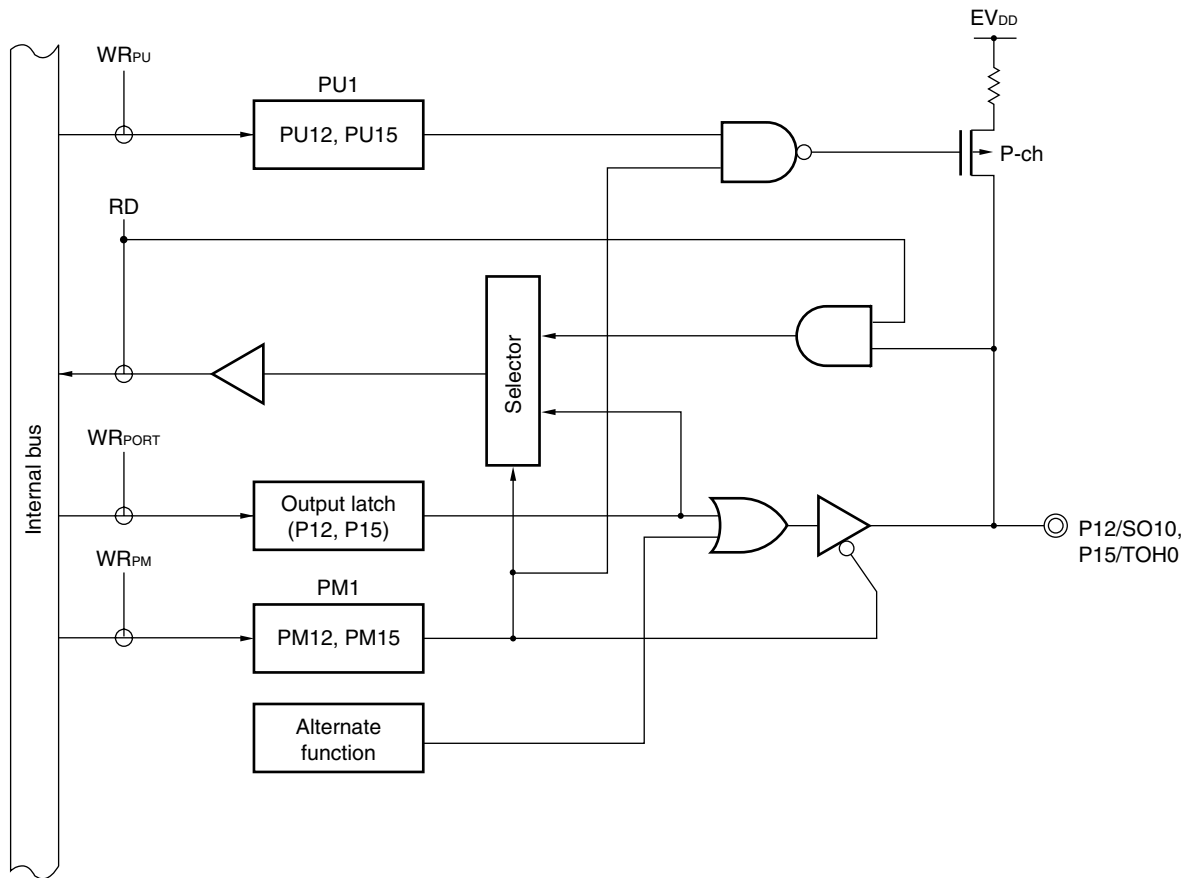 EVDD
WRPU
PU1
PU12, PU15
P-ch
RD
Selector
Internal bus
WRPORT
Output latch
(P12, P15)
P12/SO10,
P15/TOH0
WRPM
PM1
PM12, PM15
Alternate
function